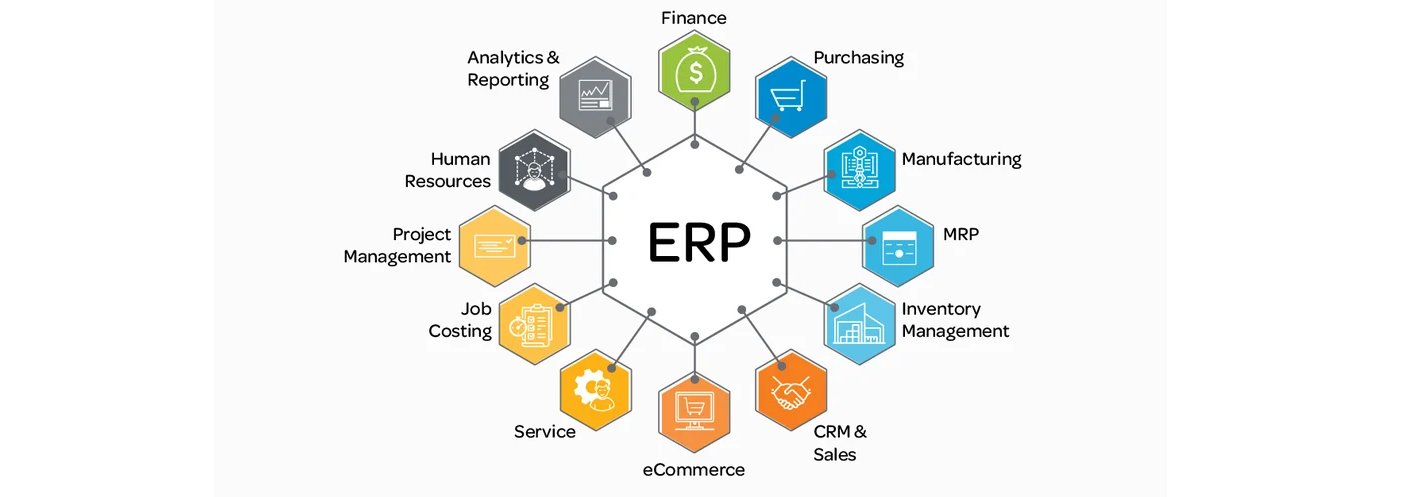 Finance
Analytics &
Reporting
Purchasing
Human
Resources
Manufacturing
Project
Management
ERP
MRP
Job
Costing
Inventory
Management
Service
CRM &
Sales
eCommerce
$